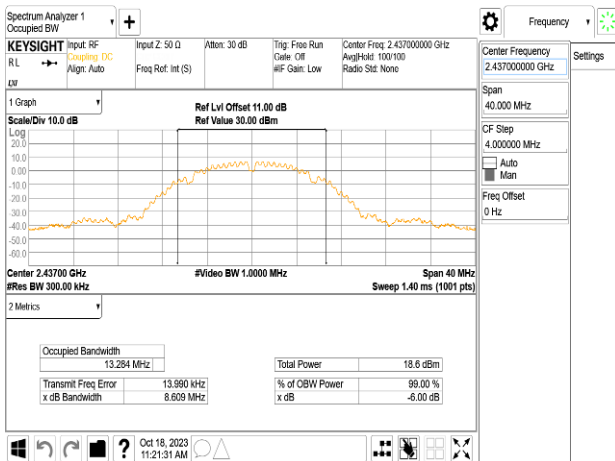 Spectrum Analyzer 1
Occupied BW
+
Frequency
KEYSIGHT
RL
Input: RF
Coupling: DC
Align: Auto
Input Z: 50 Ω
Freq Ref: Int (S)
Atten: 30 dB
Trig: Free Run
Gate: Off
#IF Gain: Low
Center Freq: 2.437000000 GHz
Avg|Hold: 100/100
Radio Std: None
Center Frequency
2.437000000 GHz
Settings
Span
40.000 MHz
CF Step
4.000000 MHz
Auto
Man
Freq Offset
0 Hz
1 Graph
Scale/Div 10.0 dB
Ref Lvl Offset 11.00 dB
Ref Value 30.00 dBm
Log
20.0
10.0
0.00
-10.0
-20.0
-30.0
-40.0
-50.0
-60.0
Center 2.43700 GHz
#Res BW 300.00 kHz
#Video BW 1.0000 MHz
Span 40 MHz
Sweep 1.40 ms (1001 pts)
2 Metrics
Occupied Bandwidth
13.284 MHz
Transmit Freq Error 13.990 kHz
x dB Bandwidth 8.609 MHz
Total Power 18.6 dBm
% of OBW Power 99.00 %
x dB -6.00 dB
?
Oct 18, 2023
11:21:31 AM